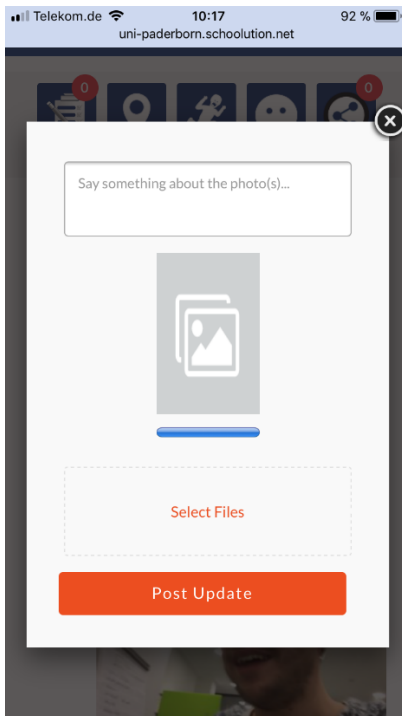 Telekom.de 10:17 92 %
uni-paderborn.schoolution.net
0 0
Say something about the photo(s)...
Select Files
Post Update